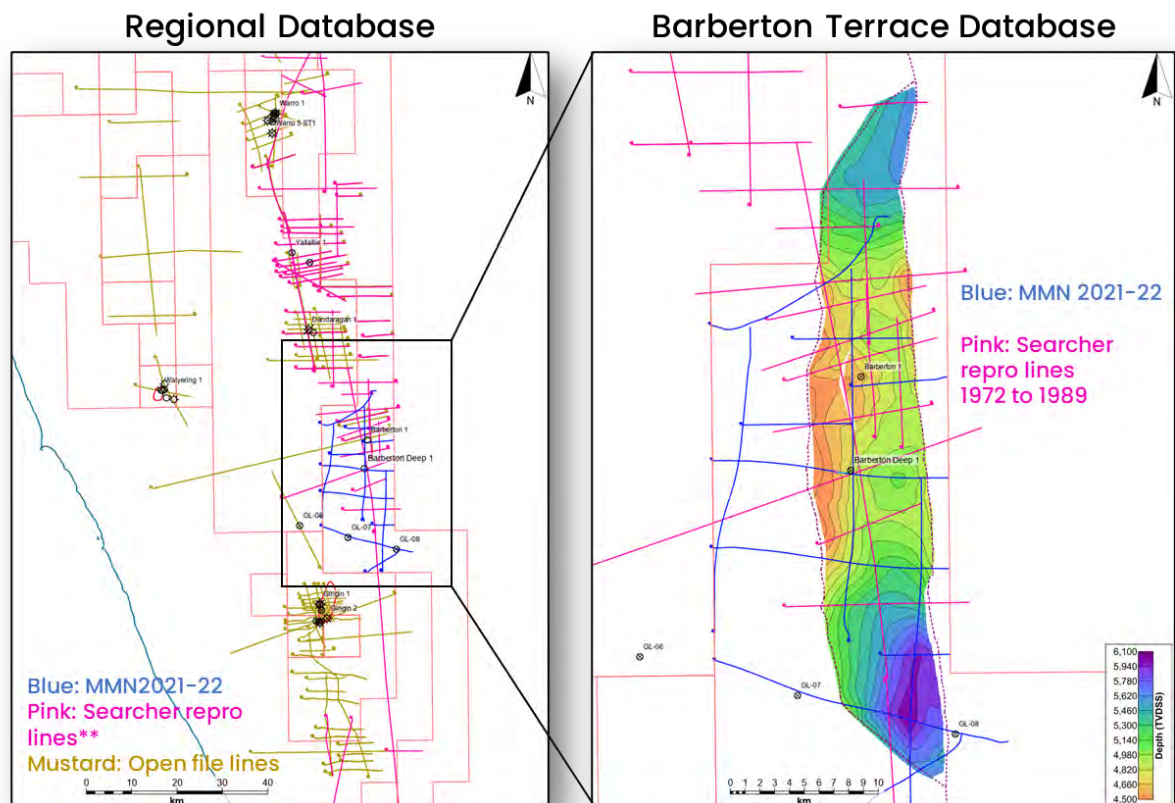 Regional Database
Barberton Terrace Database
N
Warro 1
Warro 5 ST1
Yallallie 1
Dandaragan 1
Walyering 1
Barberton 1
Barberton Deep 1
GL-06
GL-07
GL-08
Gingin 1
Gingin 2
Blue: MMN2021-22
Pink: Searcher repro
lines**
Mustard: Open file lines
0 10 20 30 40
km
N
Blue: MMN 2021-22
Pink: Searcher
repro lines
1972 to 1989
Barberton 1
Barberton Deep 1
GL-06
GL-07
GL-08
6,100
5,940
5,780
5,620
5,460
5,300
5,140
4,980
4,820
4,660
4,500
Depth (TVDSS)
0 1 2 3 4 5 6 7 8 9 10
km